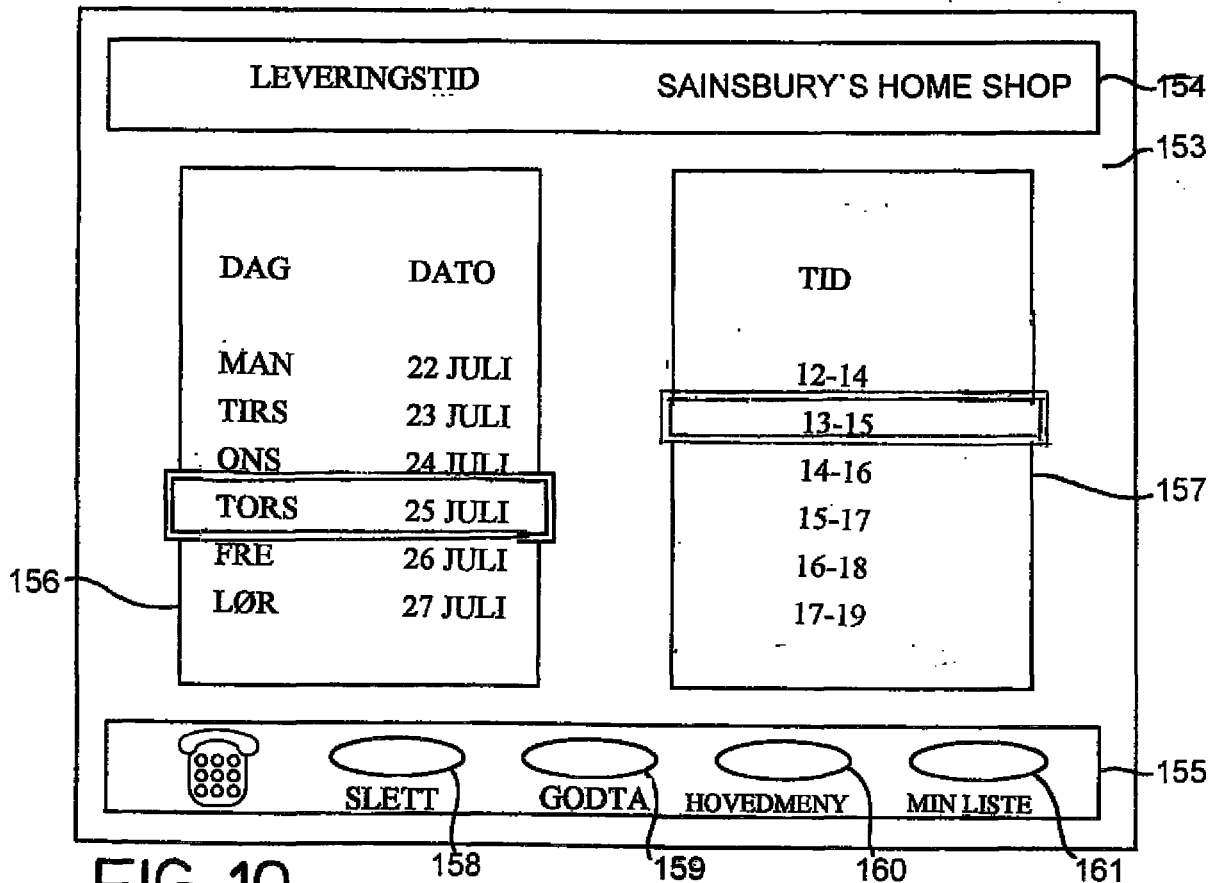 LEVERINGSTID SAINSBURY`S HOME SHOP
154
153
DAG DATO
MAN 22 JULI
TIRS 23 JULI
ONS 24 JULI
TORS 25 JULI
FRE 26 JULI
LØR 27 JULI
156
TID
12-14
13-15
14-16
15-17
16-18
17-19
157
SLETT GODTA HOVEDMENY MIN LISTE
155
158 159 160 161
FIG. 10